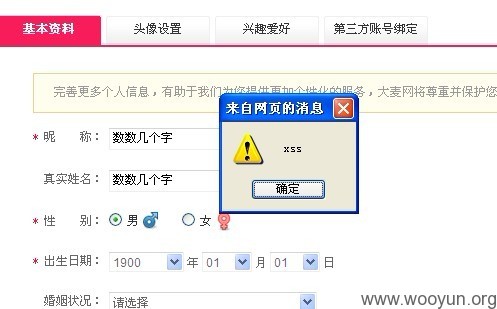 基本资料 头像设置 兴趣爱好 第三方账号绑定
完善更多个人信息，有助于我们为您提供更加个性化的服务，大麦网将尊重并保护您
来自网页的消息
xss
确定
* 昵 称： 数数几个字
真实姓名： 数数几个字
* 性 别： 男 女
* 出生日期： 1900 年 01 月 01 日
婚姻状况： 请选择
www.wooyun.org